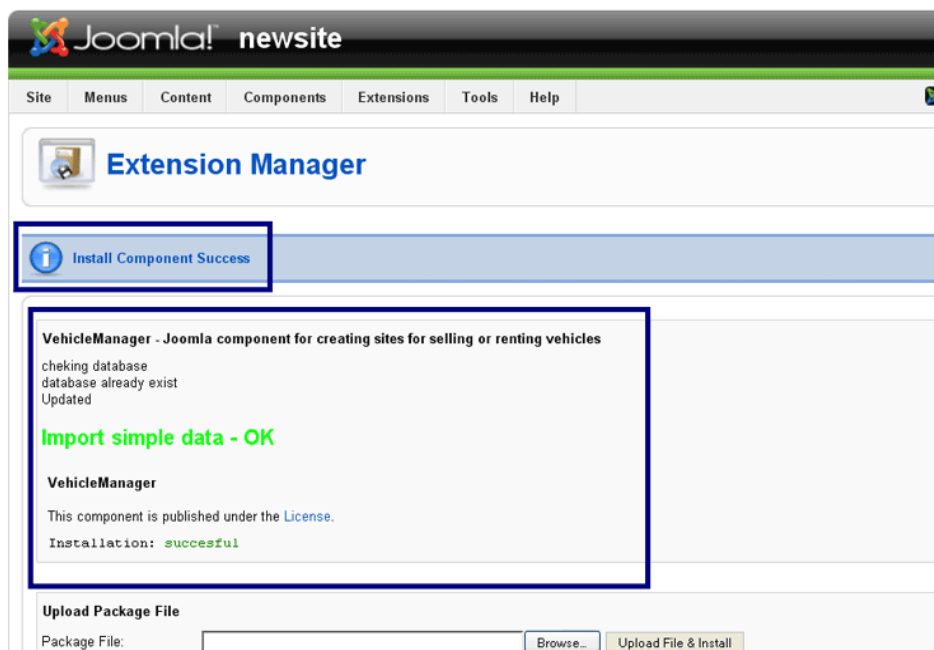 Joomla!™ newsite
Site Menus Content Components Extensions Tools Help
Extension Manager
Install Component Success
VehicleManager - Joomla component for creating sites for selling or renting vehicles
cheking database
database already exist
Updated
Import simple data - OK
VehicleManager
This component is published under the License.
Installation: succesful
Upload Package File
Package File: Browse... Upload File & Install